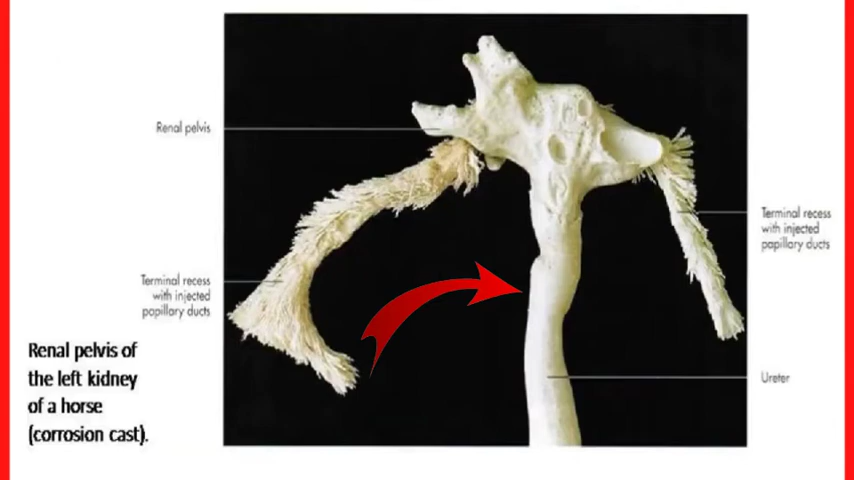 Renal pelvis
Terminal recess
with injected
papillary ducts
Terminal recess
with injected
papillary ducts
Ureter
Renal pelvis of
the left kidney
of a horse
(corrosion cast).